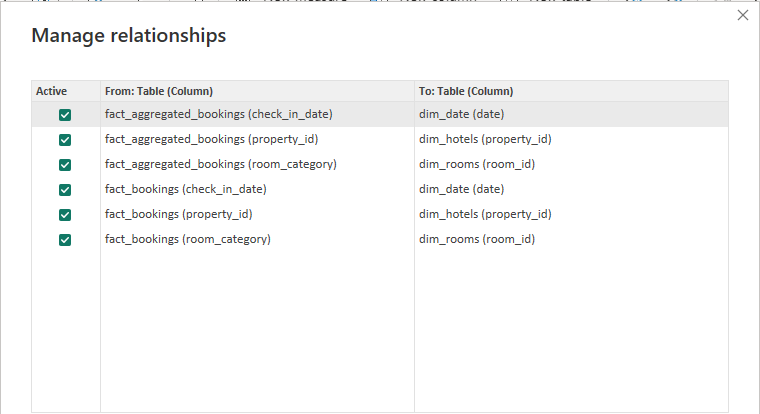 Manage relationships
Active From: Table (Column) To: Table (Column)
fact_aggregated_bookings (check_in_date) dim_date (date)
fact_aggregated_bookings (property_id) dim_hotels (property_id)
fact_aggregated_bookings (room_category) dim_rooms (room_id)
fact_bookings (check_in_date) dim_date (date)
fact_bookings (property_id) dim_hotels (property_id)
fact_bookings (room_category) dim_rooms (room_id)